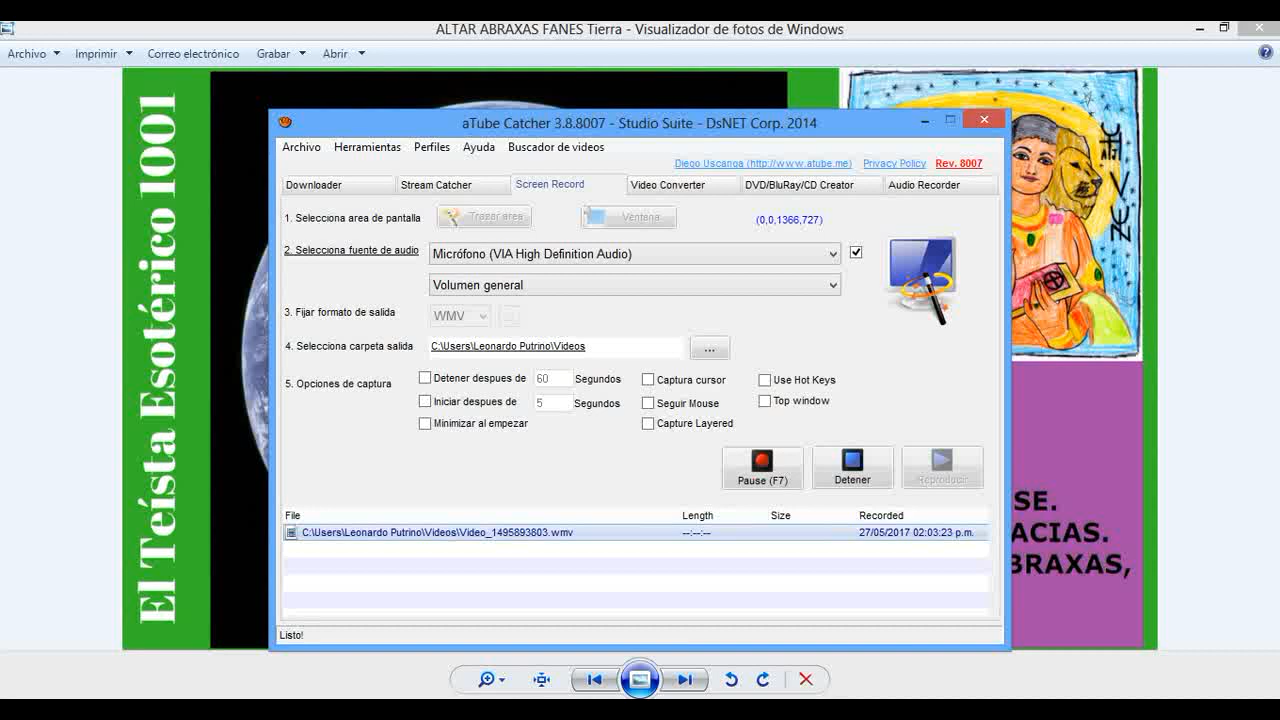 ALTAR ABRAXAS FANES Tierra - Visualizador de fotos de Windows
Archivo Imprimir Correo electrónico Grabar Abrir
El Teísta Esotérico 1001
aTube Catcher 3.8.8007 - Studio Suite - DsNET Corp. 2014
Archivo Herramientas Perfiles Ayuda Buscador de videos
Diego Uscanga (http://www.atube.me) Privacy Policy Rev. 8007
Downloader Stream Catcher Screen Record Video Converter DVD/BluRay/CD Creator Audio Recorder
1. Selecciona area de pantalla Trazar area Ventana (0,0,1366,727)
2. Selecciona fuente de audio Micrófono (VIA High Definition Audio)
Volumen general
3. Fijar formato de salida WMV
4. Selecciona carpeta salida C:\Users\Leonardo Putrino\Videos ...
5. Opciones de captura
Detener despues de 60 Segundos Captura cursor Use Hot Keys
Iniciar despues de 5 Segundos Seguir Mouse Top window
Minimizar al empezar Capture Layered
Pause (F7) Detener Reproducir
File Length Size Recorded
C:\Users\Leonardo Putrino\Videos\Video_1495893803.wmv --:--:-- 27/05/2017 02:03:23 p.m.
Listo!
SE.
ACIAS.
BRAXAS,